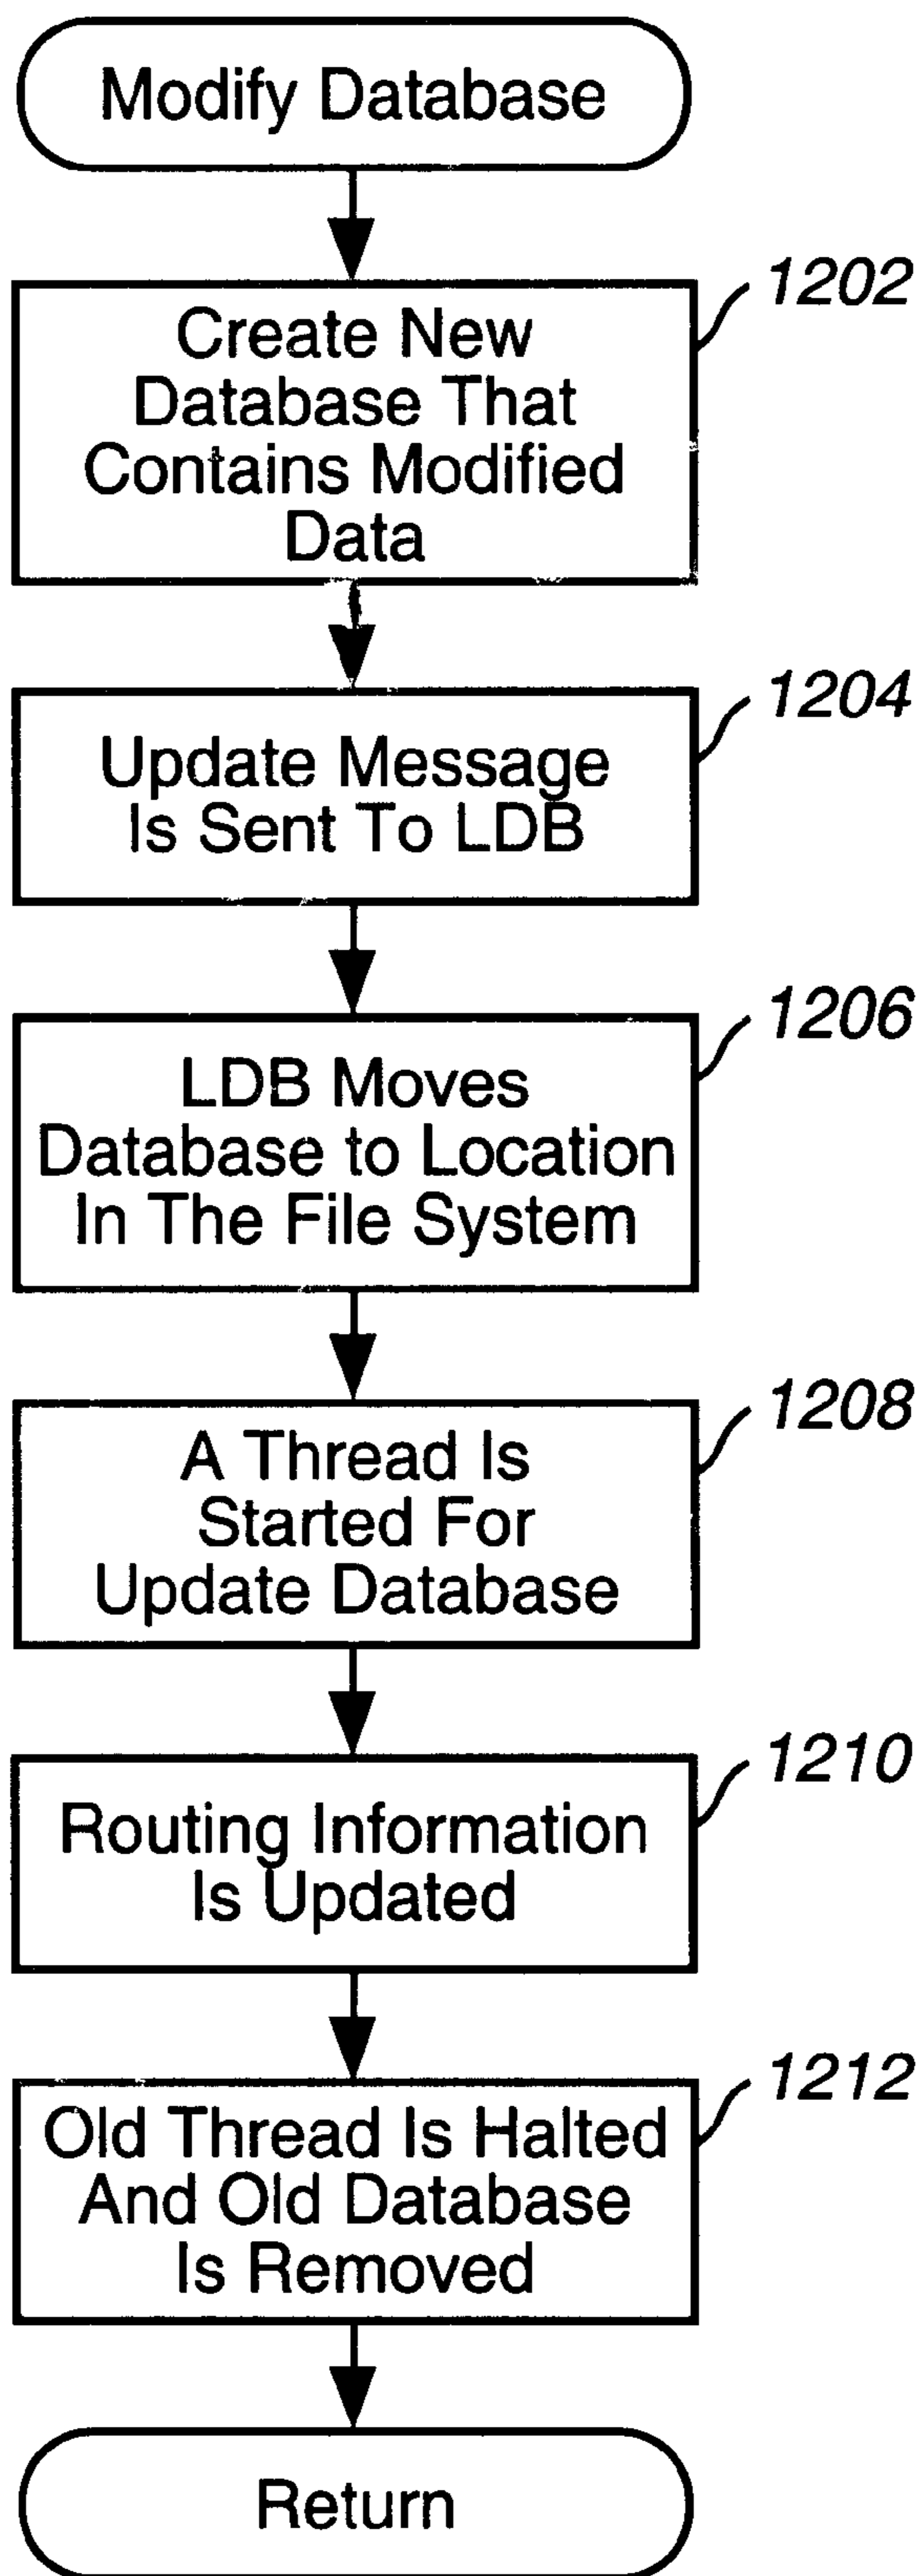 Modify Database
1202
Create New
Database That
Contains Modified
Data
1204
Update Message
Is Sent To LDB
1206
LDB Moves
Database to Location
In The File System
1208
A Thread Is
Started For
Update Database
1210
Routing Information
Is Updated
1212
Old Thread Is Halted
And Old Database
Is Removed
Return